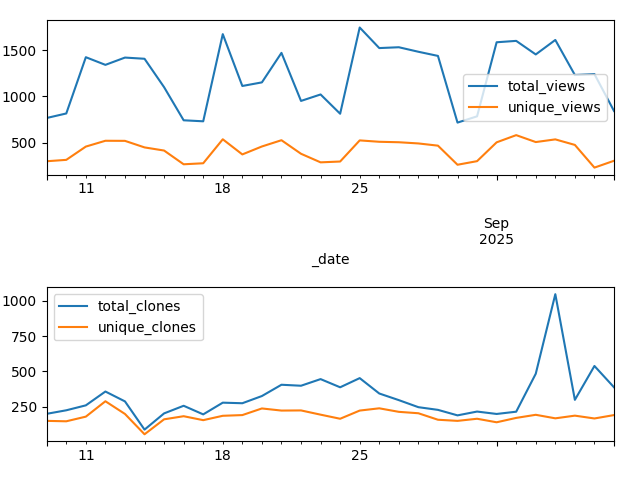 1500
1000
500
total_views
unique_views
11
18
25
Sep
2025
_date
1000
750
500
250
total_clones
unique_clones
11
18
25